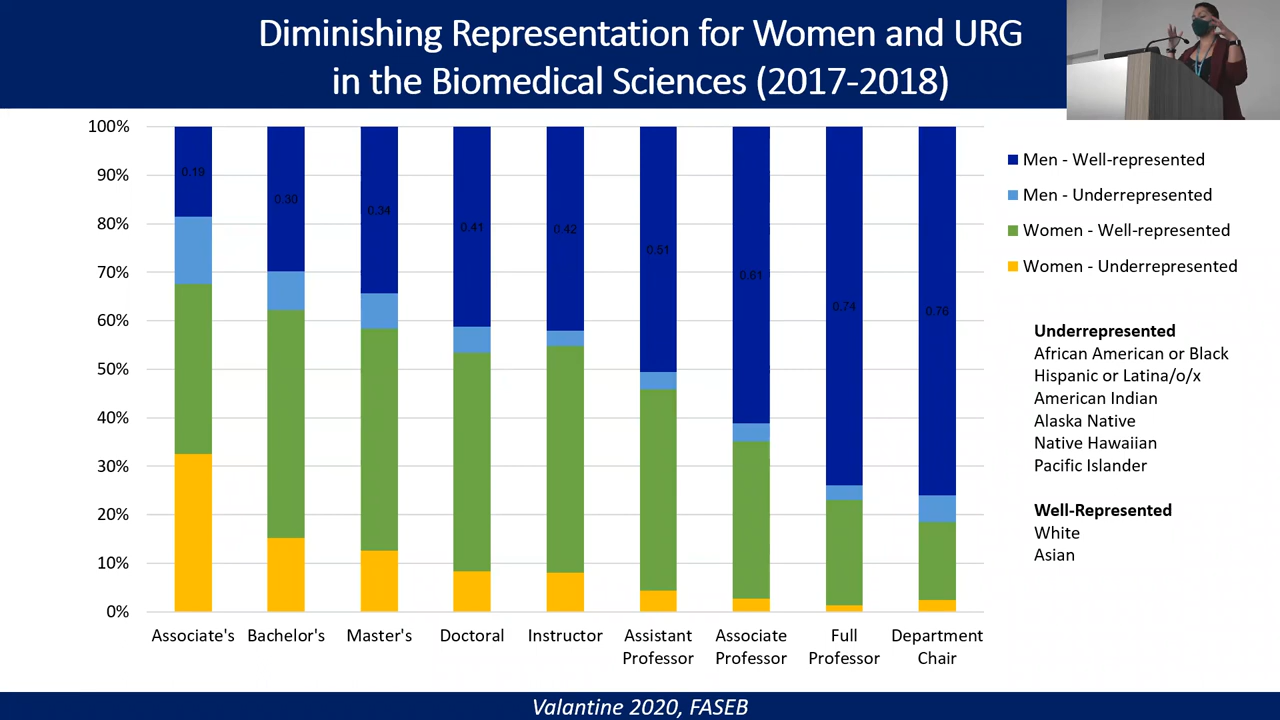 Diminishing Representation for Women and URG
in the Biomedical Sciences (2017-2018)
100%
90%
80%
70%
60%
50%
40%
30%
20%
10%
0%
0.19
0.30
0.34
0.41
0.42
0.51
0.61
0.74
0.76
Associate's
Bachelor's
Master's
Doctoral
Instructor
Assistant
Professor
Associate
Professor
Full
Professor
Department
Chair
Men - Well-represented
Men - Underrepresented
Women - Well-represented
Women - Underrepresented
Underrepresented
African American or Black
Hispanic or Latina/o/x
American Indian
Alaska Native
Native Hawaiian
Pacific Islander
Well-Represented
White
Asian
Valantine 2020, FASEB